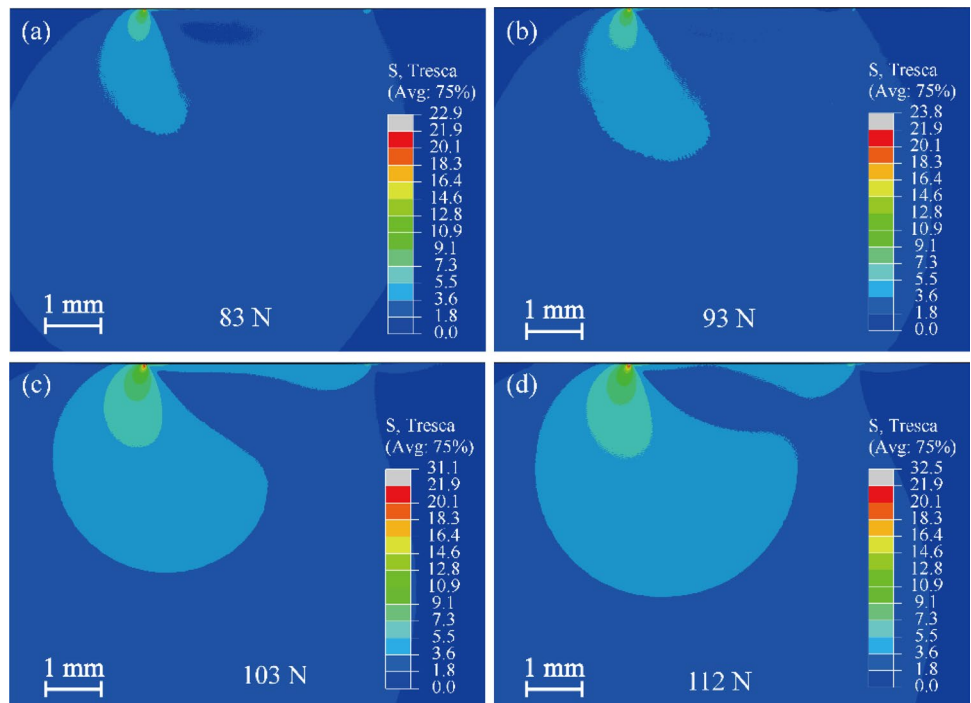 (a)
S, Tresca
(Avg: 75%)
22.9
21.9
20.1
18.3
16.4
14.6
12.8
10.9
9.1
7.3
5.5
3.6
1.8
0.0
1 mm
83 N
(b)
S, Tresca
(Avg: 75%)
23.8
21.9
20.1
18.3
16.4
14.6
12.8
10.9
9.1
7.3
5.5
3.6
1.8
0.0
1 mm
93 N
(c)
S, Tresca
(Avg: 75%)
31.1
21.9
20.1
18.3
16.4
14.6
12.8
10.9
9.1
7.3
5.5
3.6
1.8
0.0
1 mm
103 N
(d)
S, Tresca
(Avg: 75%)
32.5
21.9
20.1
18.3
16.4
14.6
12.8
10.9
9.1
7.3
5.5
3.6
1.8
0.0
1 mm
112 N